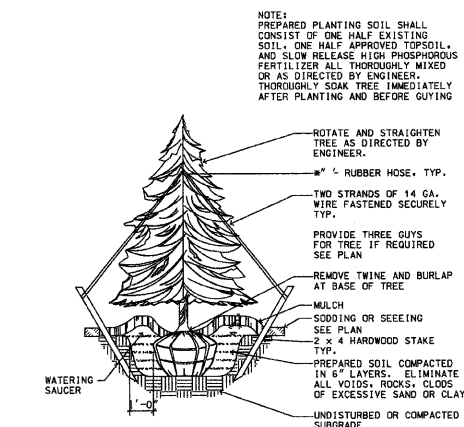 NOTE:
PREPARED PLANTING SOIL SHALL
CONSIST OF ONE HALF EXISTING
SOIL, ONE HALF APPROVED TOPSOIL,
AND SLOW RELEASE HIGH PHOSPHOROUS
FERTILIZER ALL THOROUGHLY MIXED
OR AS DIRECTED BY ENGINEER.
THOROUGHLY SOAK TREE IMMEDIATELY
AFTER PLANTING AND BEFORE GUYING
ROTATE AND STRAIGHTEN
TREE AS DIRECTED BY
ENGINEER.
RUBBER HOSE, TYP.
TWO STRANDS OF 14 GA.
WIRE FASTENED SECURELY
TYP.
PROVIDE THREE GUYS
FOR TREE IF REQUIRED
SEE PLAN
REMOVE TWINE AND BURLAP
AT BASE OF TREE
MULCH
SODDING OR SEEEING
SEE PLAN
2 x 4 HARDWOOD STAKE
TYP.
PREPARED SOIL COMPACTED
IN 6" LAYERS. ELIMINATE
ALL VOIDS, ROCKS, CLODS
OF EXCESSIVE SAND OR CLAY
UNDISTURBED OR COMPACTED
SUBGRADE
WATERING
SAUCER